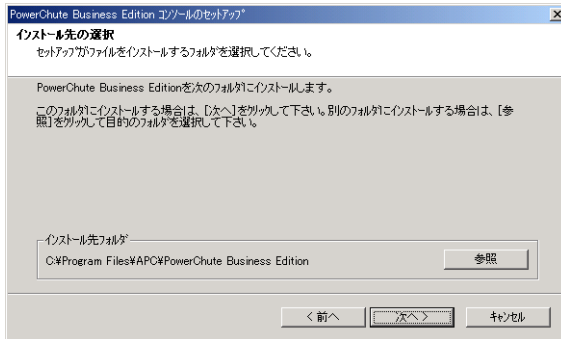 PowerChute Business Edition ｺﾝｿｰﾙのｾｯﾄｱｯﾌﾟ
インストール先の選択
ｾｯﾄｱｯﾌﾟがﾌｧｲﾙをｲﾝｽﾄｰﾙするﾌｫﾙﾀﾞを選択してください。
PowerChute Business Editionを次のﾌｫﾙﾀﾞにｲﾝｽﾄｰﾙします。
このﾌｫﾙﾀﾞにｲﾝｽﾄｰﾙする場合は、[次へ]をｸﾘｯｸして下さい。別のﾌｫﾙﾀﾞにｲﾝｽﾄｰﾙする場合は、[参
照]をｸﾘｯｸして目的のﾌｫﾙﾀﾞを選択して下さい。
ｲﾝｽﾄｰﾙ先ﾌｫﾙﾀﾞ
C:¥Program Files¥APC¥PowerChute Business Edition
参照
< 前へ
次へ >
ｷｬﾝｾﾙ